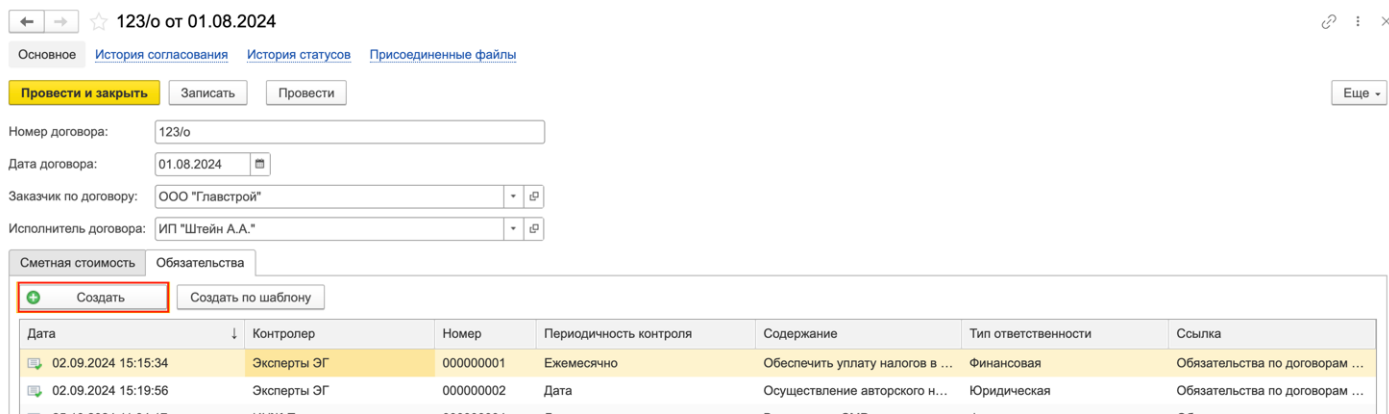 123/о от 01.08.2024
Основное История согласования История статусов Присоединенные файлы
Провести и закрыть Записать Провести Еще
Номер договора: 123/о
Дата договора: 01.08.2024
Заказчик по договору: ООО "Главстрой"
Исполнитель договора: ИП "Штейн А.А."
Сметная стоимость Обязательства
Создать Создать по шаблону
Дата ↓ Контролер Номер Периодичность контроля Содержание Тип ответственности Ссылка
02.09.2024 15:15:34 Эксперты ЭГ 000000001 Ежемесячно Обеспечить уплату налогов в ... Финансовая Обязательства по договорам ...
02.09.2024 15:19:56 Эксперты ЭГ 000000002 Дата Осуществление авторского н... Юридическая Обязательства по договорам ...